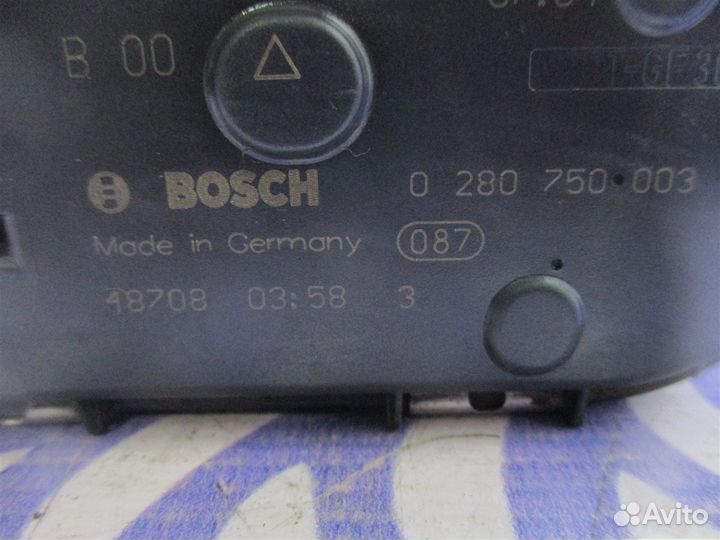 B 00
BOSCH 0 280 750 003
Made in Germany 087
48708 03:58 3
Avito